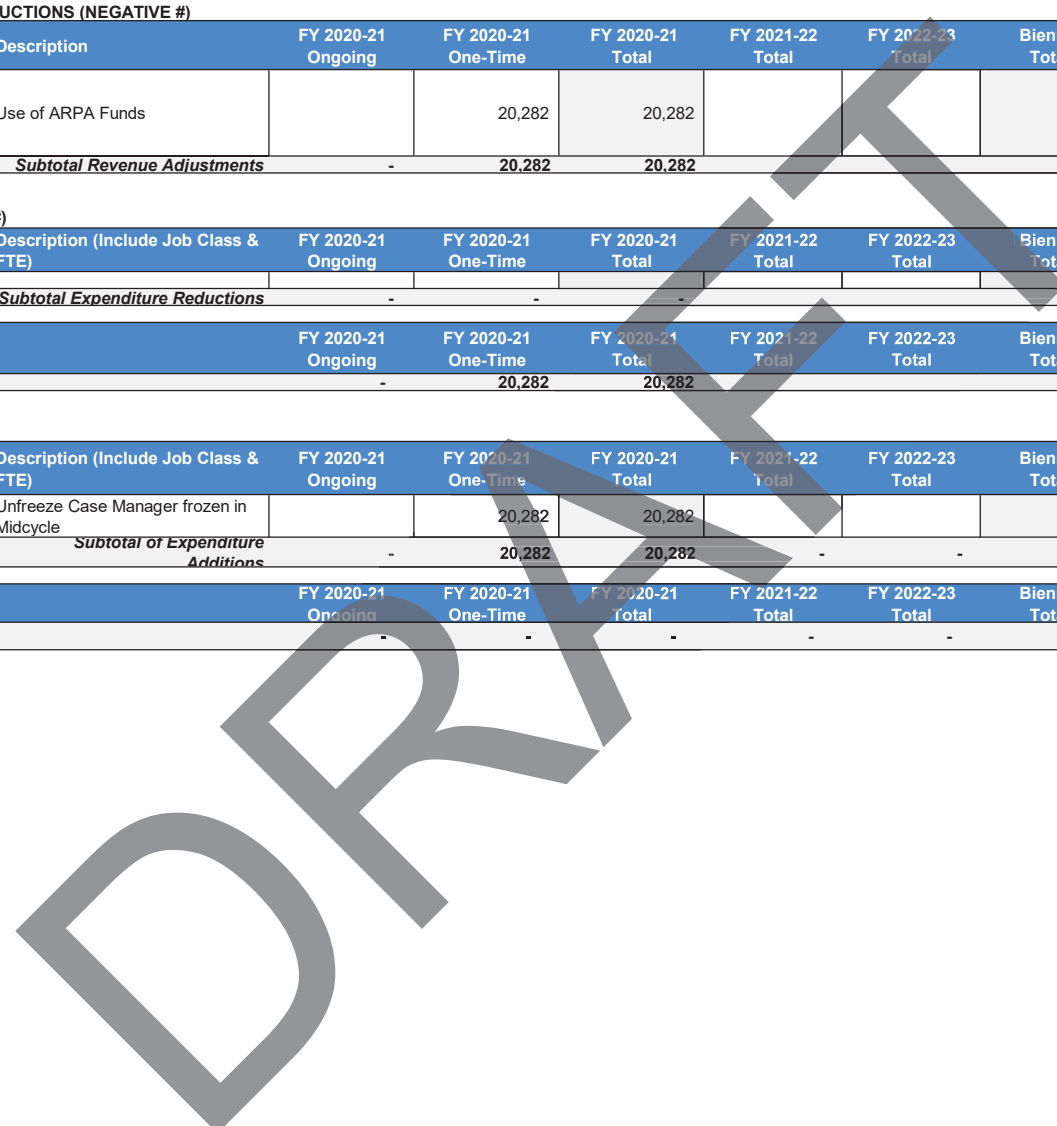 UCTIONS (NEGATIVE #)
Description FY 2020-21 Ongoing FY 2020-21 One-Time FY 2020-21 Total FY 2021-22 Total FY 2022-23 Total Bien Tot
Use of ARPA Funds 20,282 20,282
Subtotal Revenue Adjustments - 20,282 20,282
#)
Description (Include Job Class & FTE) FY 2020-21 Ongoing FY 2020-21 One-Time FY 2020-21 Total FY 2021-22 Total FY 2022-23 Total Bien Tot
Subtotal Expenditure Reductions - - -
FY 2020-21 Ongoing FY 2020-21 One-Time FY 2020-21 Total FY 2021-22 Total FY 2022-23 Total Bien Tot
- 20,282 20,282
Description (Include Job Class & FTE) FY 2020-21 Ongoing FY 2020-21 One-Time FY 2020-21 Total FY 2021-22 Total FY 2022-23 Total Bien Tot
Unfreeze Case Manager frozen in Midcycle 20,282 20,282
Subtotal of Expenditure Additions - 20,282 20,282 - -
FY 2020-21 Ongoing FY 2020-21 One-Time FY 2020-21 Total FY 2021-22 Total FY 2022-23 Total Bien Tot
- - - - -
DRAFT